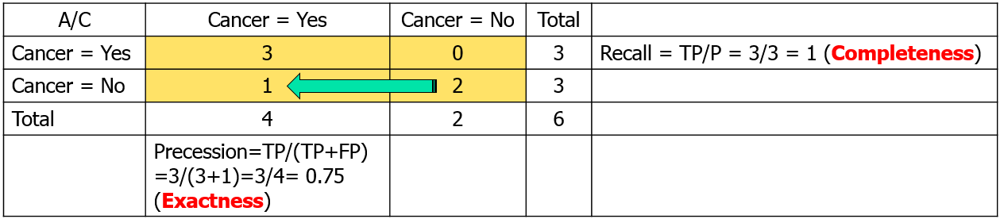 A/C Cancer = Yes Cancer = No Total
Cancer = Yes 3 0 3 Recall = TP/P = 3/3 = 1 (Completeness)
Cancer = No 1 2 3
Total 4 2 6
Precession=TP/(TP+FP)
=3/(3+1)=3/4= 0.75
(Exactness)